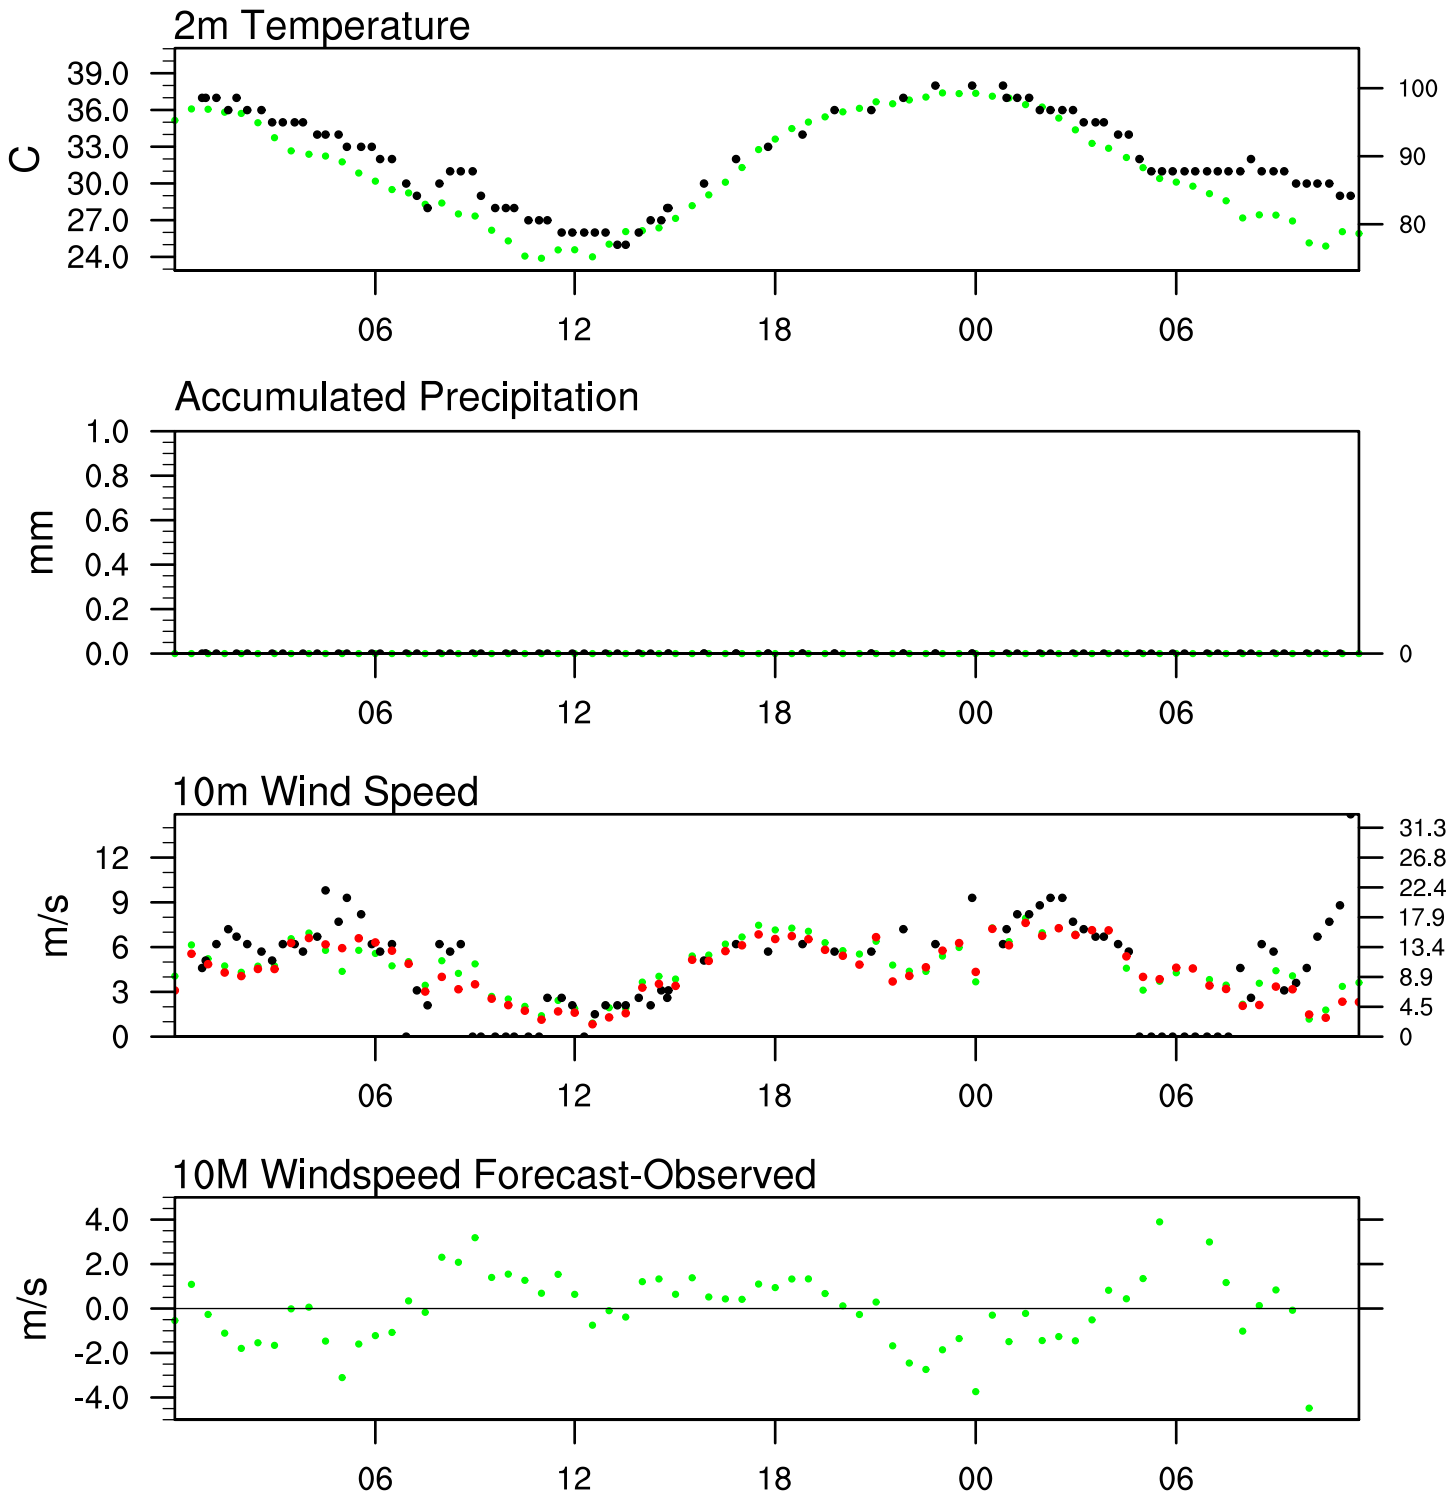 2m Temperature
C
39.0
36.0
33.0
30.0
27.0
24.0
100
90
80
06 12 18 00 06
Accumulated Precipitation
mm
1.0
0.8
0.6
0.4
0.2
0.0
0
06 12 18 00 06
10m Wind Speed
m/s
12
9
6
3
0
31.3
26.8
22.4
17.9
13.4
8.9
4.5
0
06 12 18 00 06
10M Windspeed Forecast-Observed
m/s
4.0
2.0
0.0
-2.0
-4.0
06 12 18 00 06